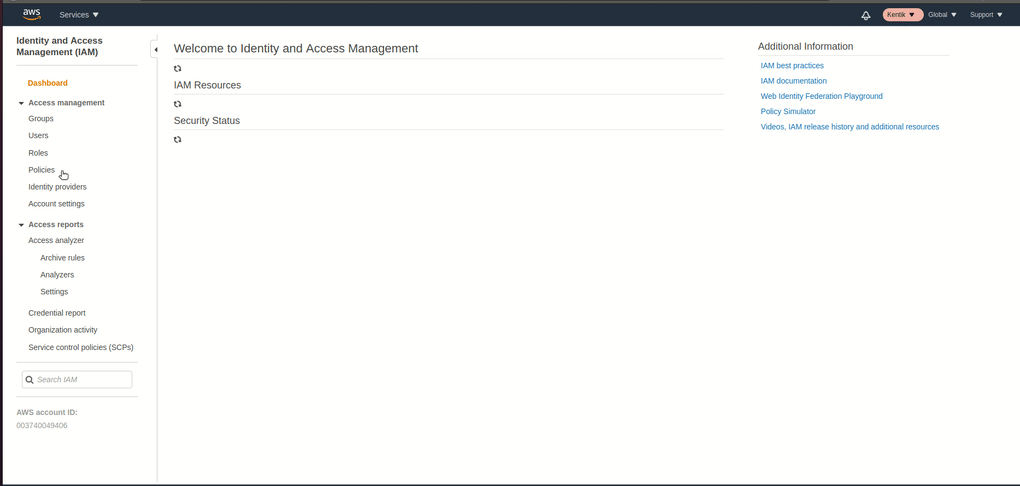 aws
Services
Kentik
Global
Support
Identity and Access
Management (IAM)
Dashboard
Access management
Groups
Users
Roles
Policies
Identity providers
Account settings
Access reports
Access analyzer
Archive rules
Analyzers
Settings
Credential report
Organization activity
Service control policies (SCPs)
Search IAM
AWS account ID:
003740049406
Welcome to Identity and Access Management
IAM Resources
Security Status
Additional Information
IAM best practices
IAM documentation
Web Identity Federation Playground
Policy Simulator
Videos, IAM release history and additional resources